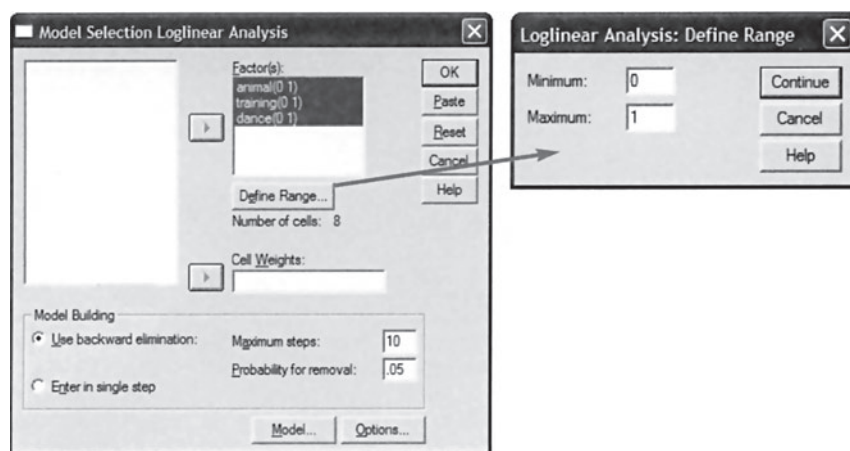 Model Selection Loglinear Analysis
Factor(s):
animal(0 1)
training(0 1)
dance(0 1)
OK
Paste
Reset
Cancel
Help
Define Range...
Number of cells: 8
Cell Weights:
Model Building
Use backward elimination:
Maximum steps: 10
Probability for removal: .05
Enter in single step
Model...
Options...
Loglinear Analysis: Define Range
Minimum: 0
Maximum: 1
Continue
Cancel
Help